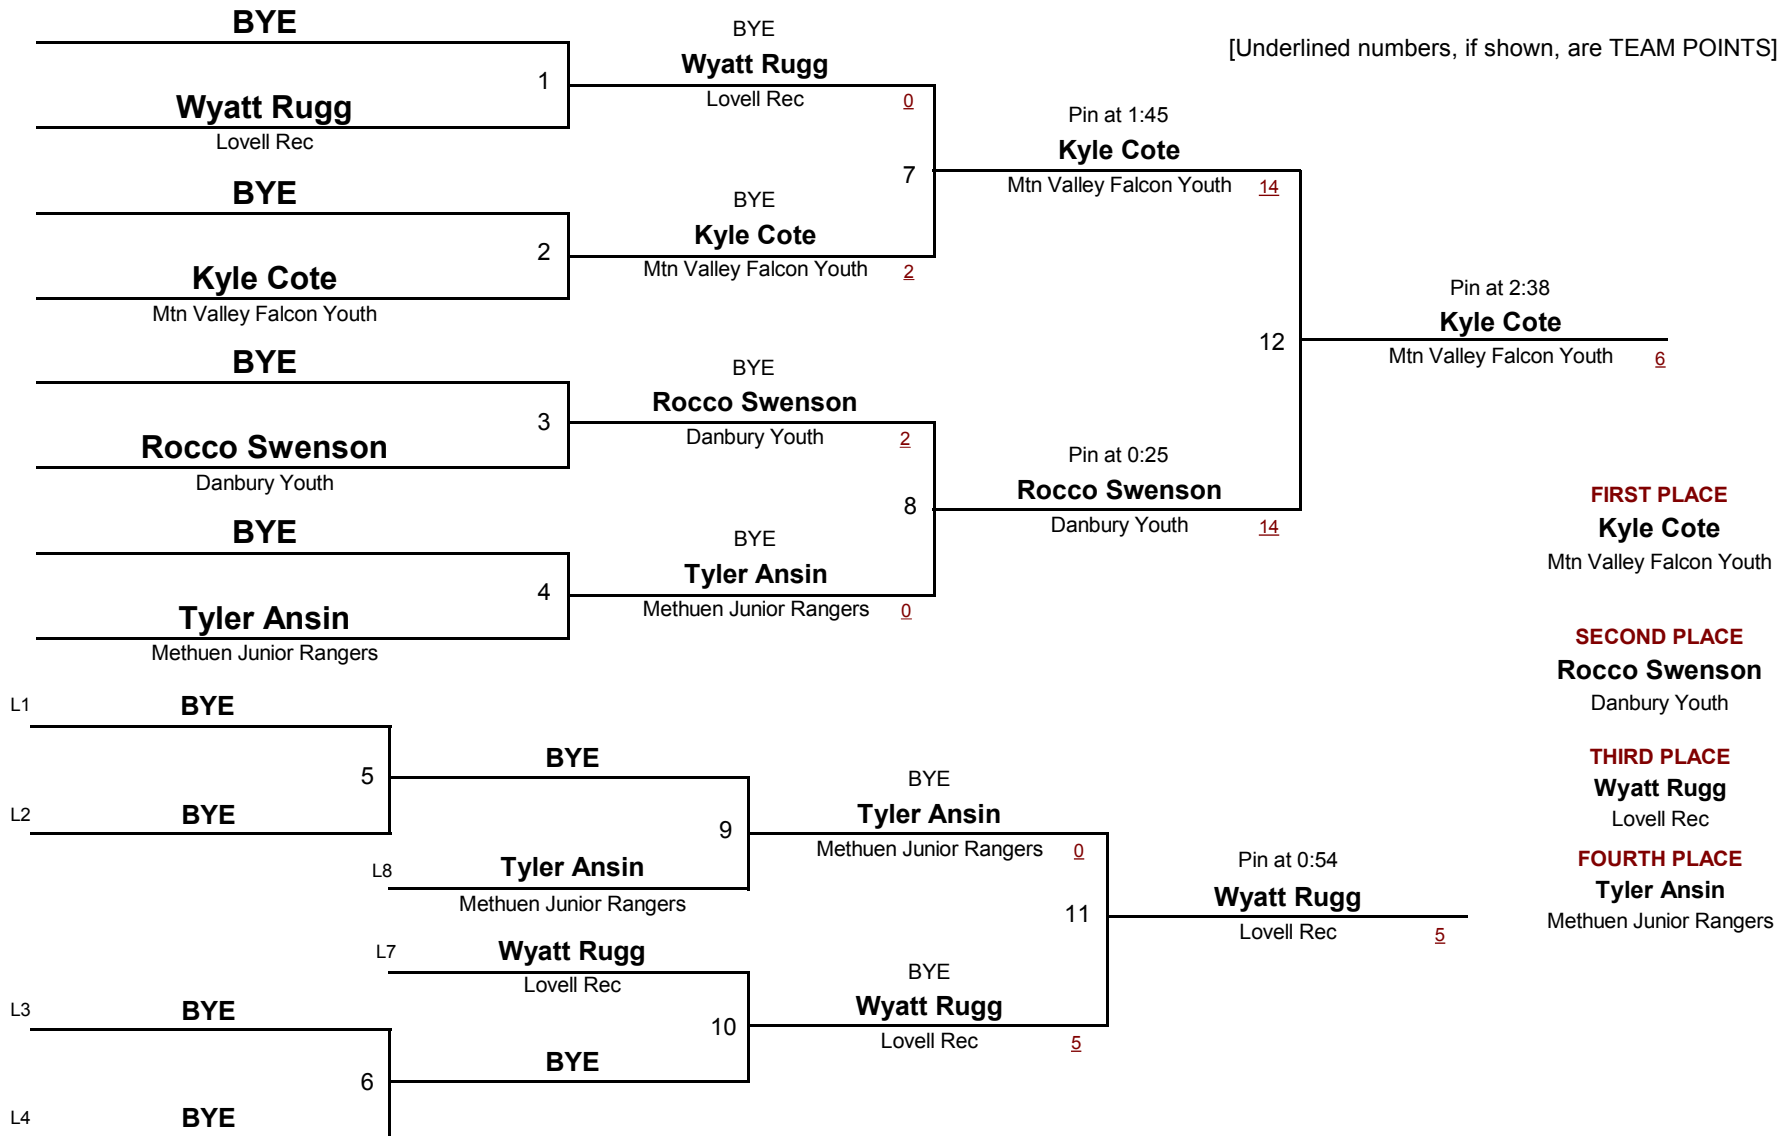 [Underlined numbers, if shown, are TEAM POINTS]
BYE
1
Wyatt Rugg
Lovell Rec
BYE
2
Kyle Cote
Mtn Valley Falcon Youth
BYE
3
Rocco Swenson
Danbury Youth
BYE
4
Tyler Ansin
Methuen Junior Rangers
BYE
Wyatt Rugg
Lovell Rec 0
7
BYE
Kyle Cote
Mtn Valley Falcon Youth 2
BYE
Rocco Swenson
Danbury Youth 2
8
BYE
Tyler Ansin
Methuen Junior Rangers 0
Pin at 1:45
Kyle Cote
Mtn Valley Falcon Youth 14
12
Pin at 0:25
Rocco Swenson
Danbury Youth 14
Pin at 2:38
Kyle Cote
Mtn Valley Falcon Youth 6
FIRST PLACE
Kyle Cote
Mtn Valley Falcon Youth
SECOND PLACE
Rocco Swenson
Danbury Youth
THIRD PLACE
Wyatt Rugg
Lovell Rec
FOURTH PLACE
Tyler Ansin
Methuen Junior Rangers
L1 BYE
5
L2 BYE
BYE
9
L8 Tyler Ansin
Methuen Junior Rangers
L7 Wyatt Rugg
Lovell Rec
10
BYE
L3 BYE
6
L4 BYE
BYE
Tyler Ansin
Methuen Junior Rangers 0
11
BYE
Wyatt Rugg
Lovell Rec 5
Pin at 0:54
Wyatt Rugg
Lovell Rec 5